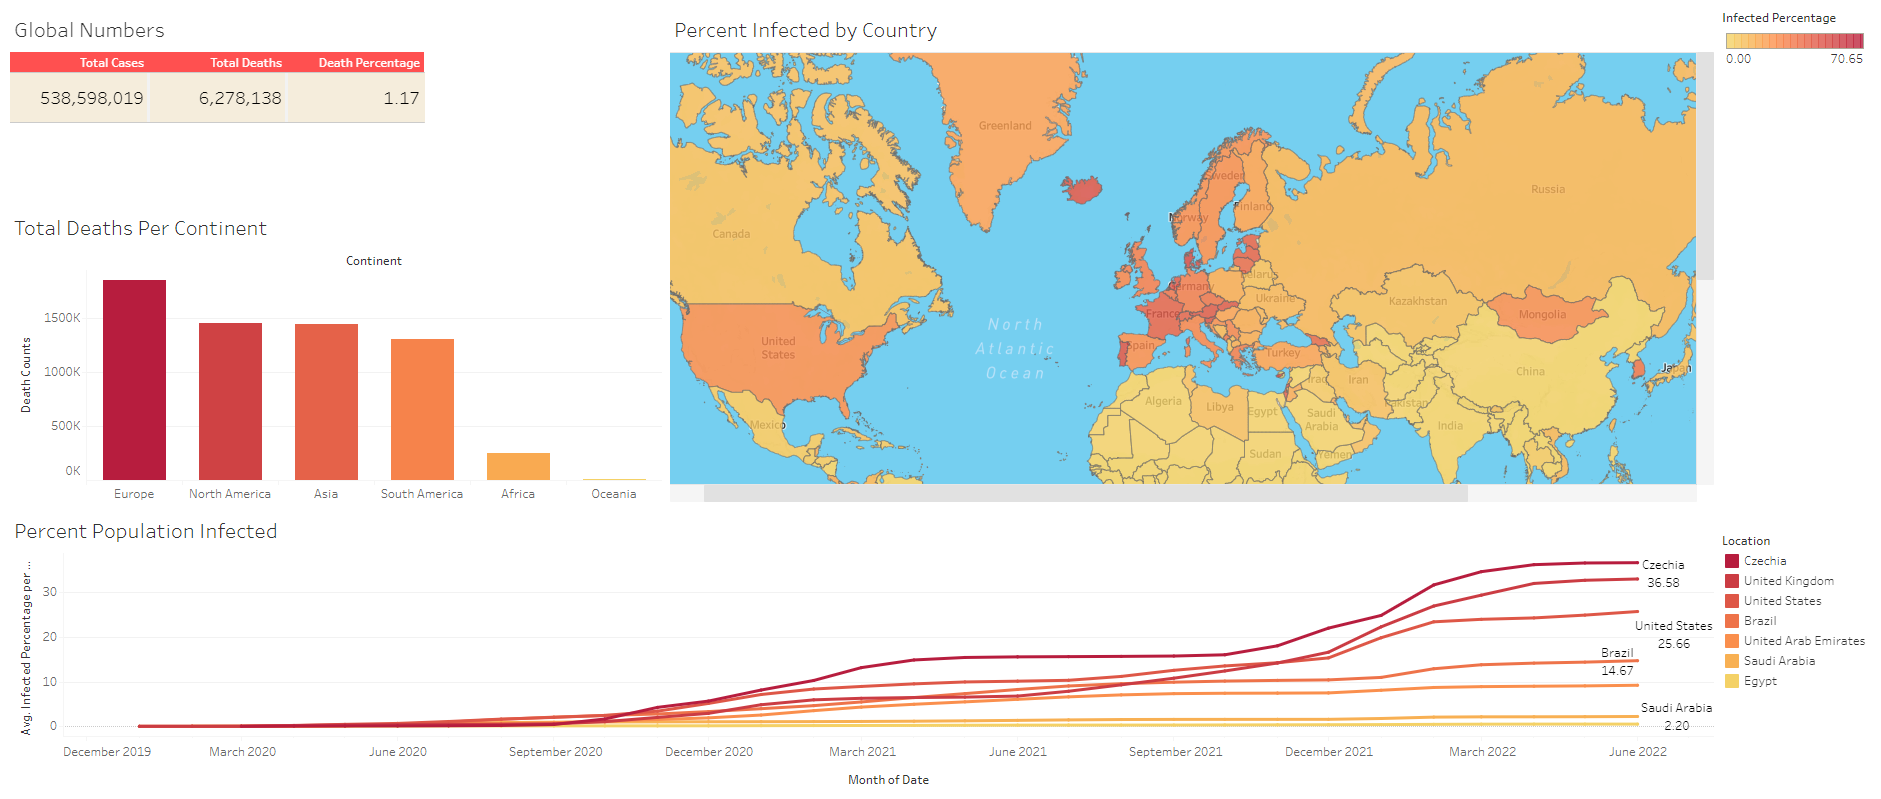 Global Numbers
Total Cases Total Deaths Death Percentage
538,598,019 6,278,138 1.17
Total Deaths Per Continent
Continent
Death Counts
1500K
1000K
500K
0K
Europe North America Asia South America Africa Oceania
Percent Infected by Country
Greenland
Canada
United
States
Mexico
North
Atlantic
Ocean
Sweden
Norway
Finland
Russia
Germany
Belarus
Ukraine
France
Spain
Turkey
Kazakhstan
Mongolia
Japan
China
Iraq
Iran
Pakistan
India
Algeria
Libya
Egypt
Saudi
Arabia
Sudan
Yemen
Infected Percentage
0.00 70.65
Percent Population Infected
Avg. Infected Percentage per ...
30
20
10
0
Czechia
36.58
United States
25.66
Brazil
14.67
Saudi Arabia
2.20
December 2019 March 2020 June 2020 September 2020 December 2020 March 2021 June 2021 September 2021 December 2021 March 2022 June 2022
Month of Date
Location
Czechia
United Kingdom
United States
Brazil
United Arab Emirates
Saudi Arabia
Egypt